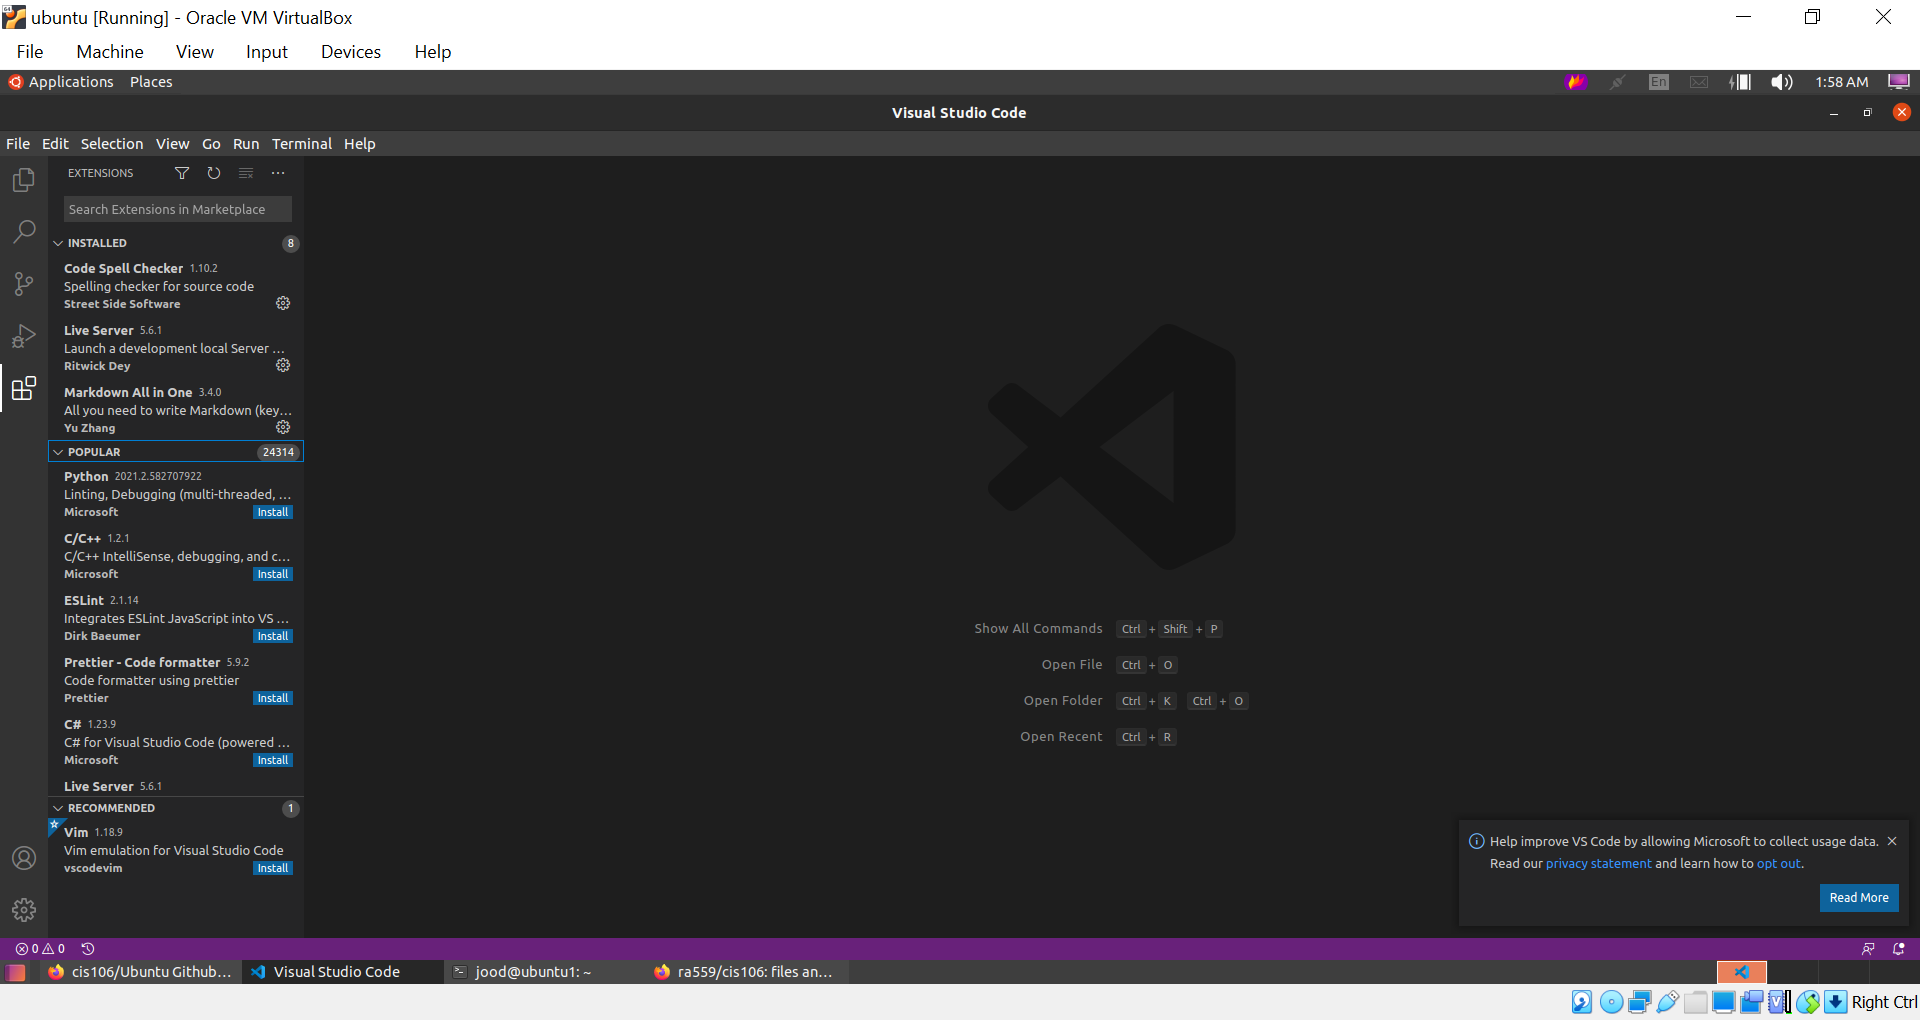 ubuntu [Running] - Oracle VM VirtualBox
File Machine View Input Devices Help
Applications Places
En 1:58 AM
Visual Studio Code
File Edit Selection View Go Run Terminal Help
EXTENSIONS
Search Extensions in Marketplace
INSTALLED 8
Code Spell Checker 1.10.2
Spelling checker for source code
Street Side Software
Live Server 5.6.1
Launch a development local Server ...
Ritwick Dey
Markdown All in One 3.4.0
All you need to write Markdown (key...
Yu Zhang
POPULAR 24314
Python 2021.2.582707922
Linting, Debugging (multi-threaded, ...
Microsoft Install
C/C++ 1.2.1
C/C++ IntelliSense, debugging, and c...
Microsoft Install
ESLint 2.1.14
Integrates ESLint JavaScript into VS ...
Dirk Baeumer Install
Prettier - Code formatter 5.9.2
Code formatter using prettier
Prettier Install
C# 1.23.9
C# for Visual Studio Code (powered ...
Microsoft Install
Live Server 5.6.1
RECOMMENDED 1
Vim 1.18.9
Vim emulation for Visual Studio Code
vscodevim Install
Show All Commands Ctrl + Shift + P
Open File Ctrl + O
Open Folder Ctrl + K Ctrl + O
Open Recent Ctrl + R
Help improve VS Code by allowing Microsoft to collect usage data.
Read our privacy statement and learn how to opt out.
Read More
0 0
cis106/Ubuntu Github... Visual Studio Code jood@ubuntu1: ~ ra559/cis106: files an...
Right Ctrl